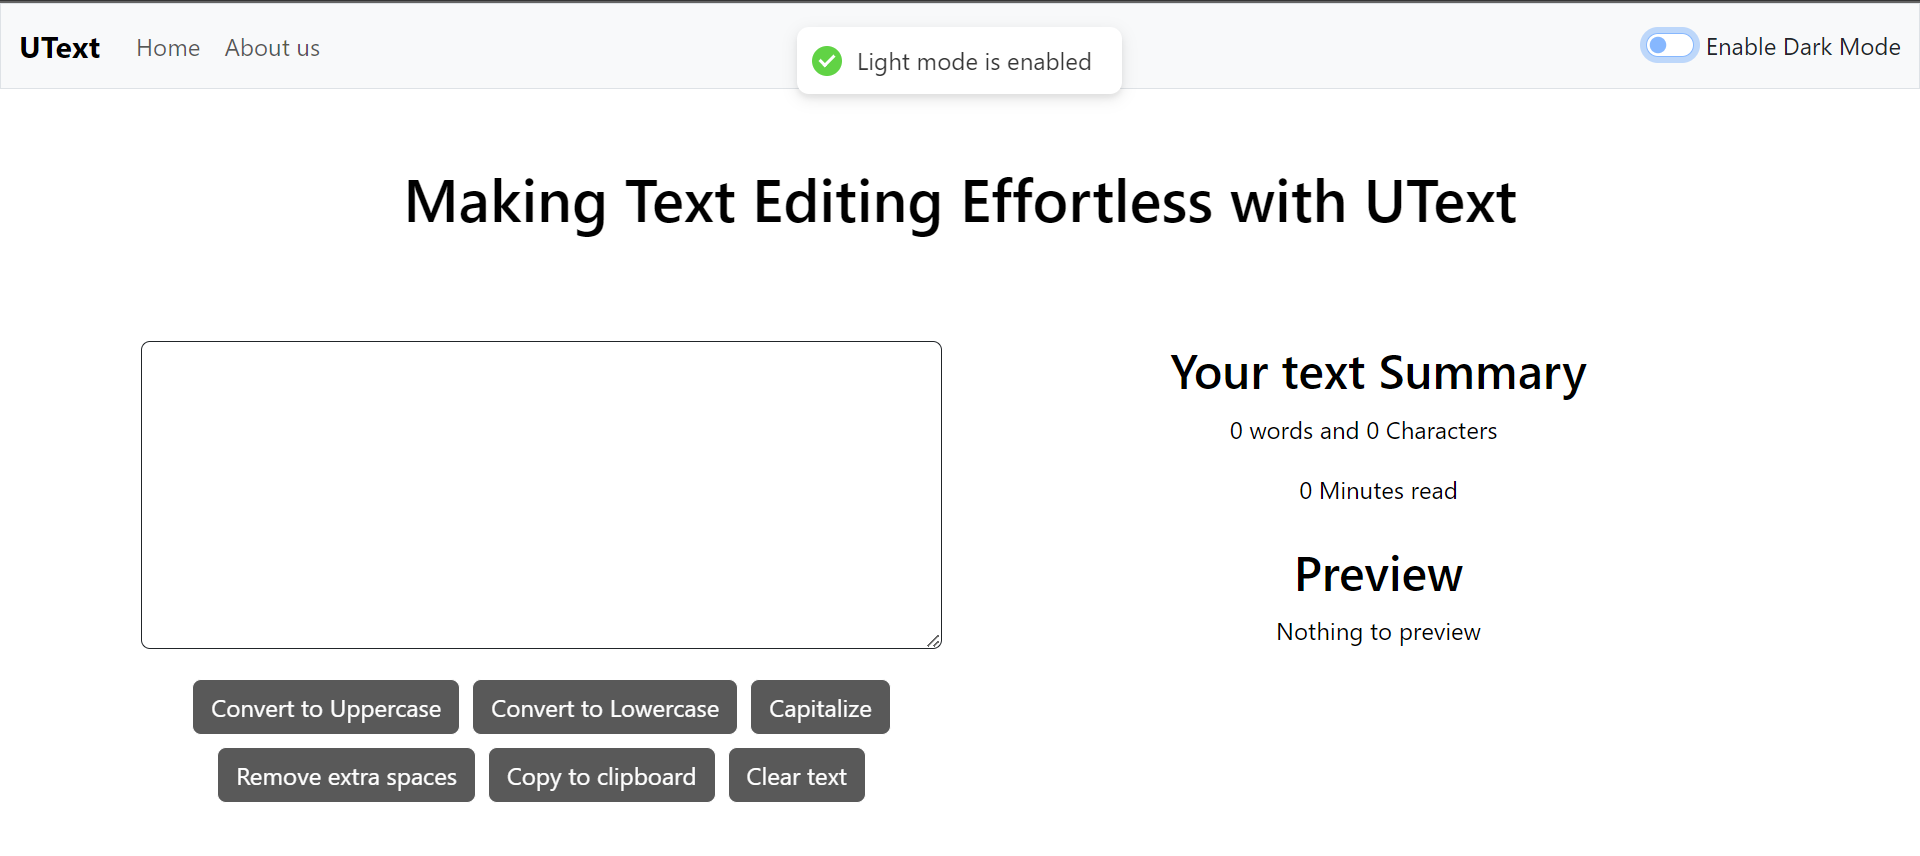 UText Home About us
Light mode is enabled
Enable Dark Mode
Making Text Editing Effortless with UText
Your text Summary
0 words and 0 Characters
0 Minutes read
Preview
Nothing to preview
Convert to Uppercase Convert to Lowercase Capitalize
Remove extra spaces Copy to clipboard Clear text